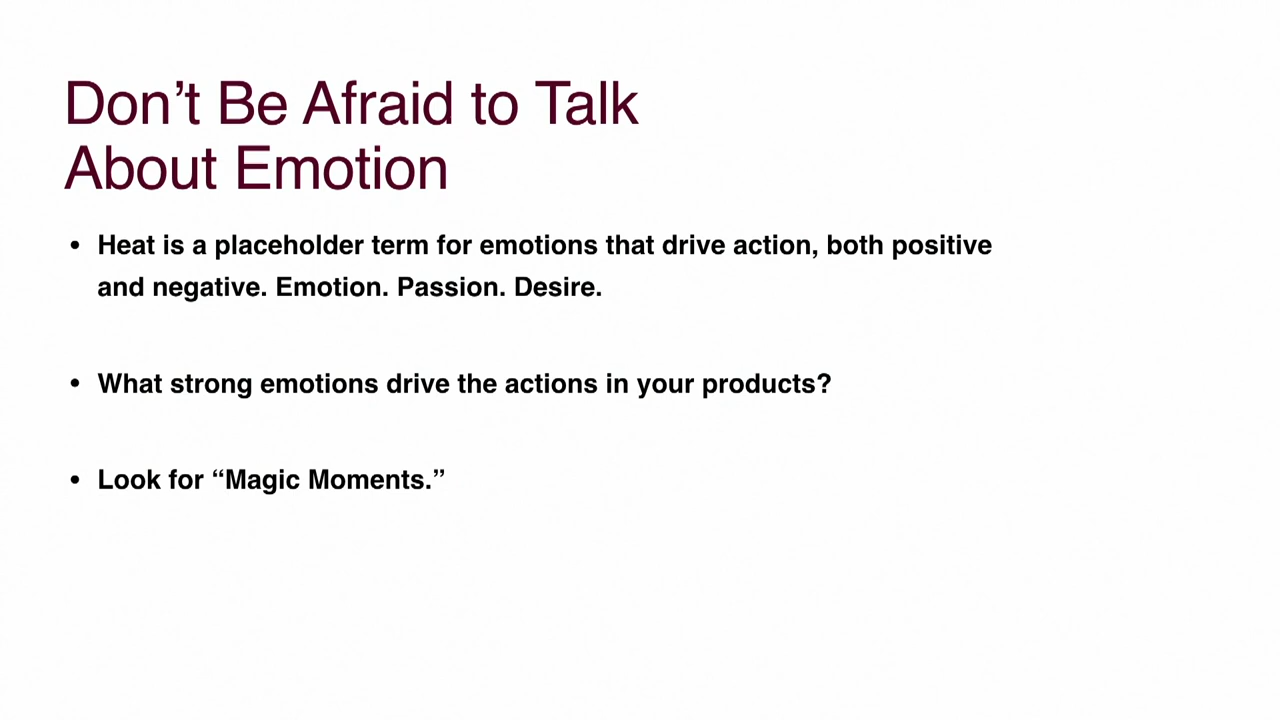 Don’t Be Afraid to Talk
About Emotion
• Heat is a placeholder term for emotions that drive action, both positive
and negative. Emotion. Passion. Desire.
• What strong emotions drive the actions in your products?
• Look for “Magic Moments.”